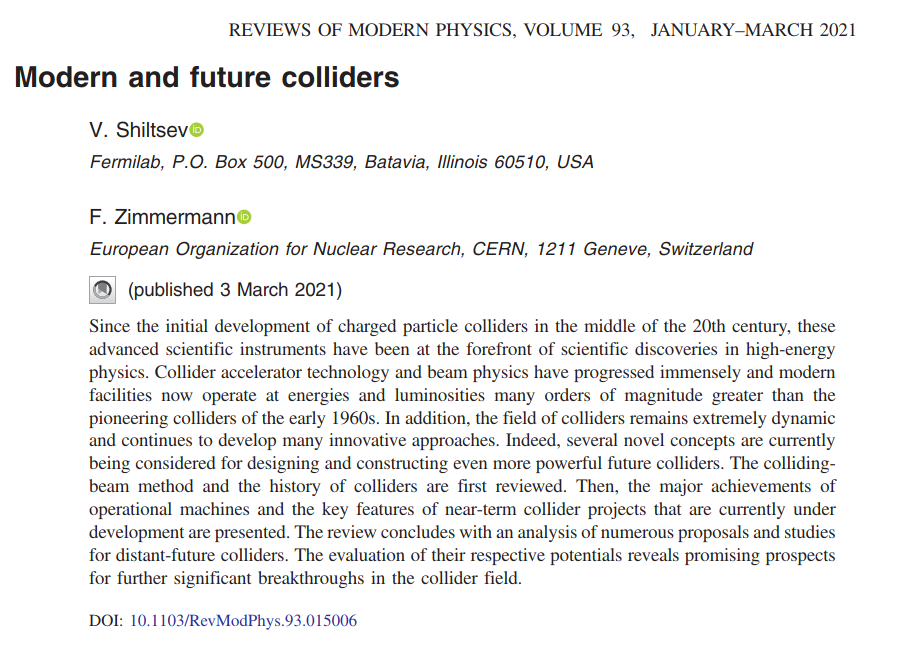 REVIEWS OF MODERN PHYSICS, VOLUME 93, JANUARY–MARCH 2021
Modern and future colliders
V. Shiltsev iD
Fermilab, P.O. Box 500, MS339, Batavia, Illinois 60510, USA
F. Zimmermann iD
European Organization for Nuclear Research, CERN, 1211 Geneve, Switzerland
(published 3 March 2021)
Since the initial development of charged particle colliders in the middle of the 20th century, these
advanced scientific instruments have been at the forefront of scientific discoveries in high-energy
physics. Collider accelerator technology and beam physics have progressed immensely and modern
facilities now operate at energies and luminosities many orders of magnitude greater than the
pioneering colliders of the early 1960s. In addition, the field of colliders remains extremely dynamic
and continues to develop many innovative approaches. Indeed, several novel concepts are currently
being considered for designing and constructing even more powerful future colliders. The colliding-
beam method and the history of colliders are first reviewed. Then, the major achievements of
operational machines and the key features of near-term collider projects that are currently under
development are presented. The review concludes with an analysis of numerous proposals and studies
for distant-future colliders. The evaluation of their respective potentials reveals promising prospects
for further significant breakthroughs in the collider field.
DOI: 10.1103/RevModPhys.93.015006